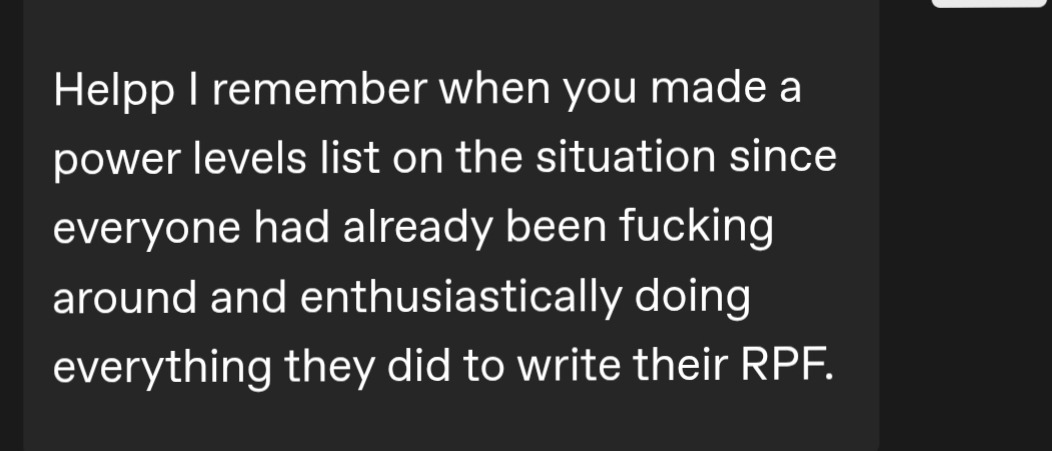 Helpp I remember when you made a
power levels list on the situation since
everyone had already been fucking
around and enthusiastically doing
everything they did to write their RPF.